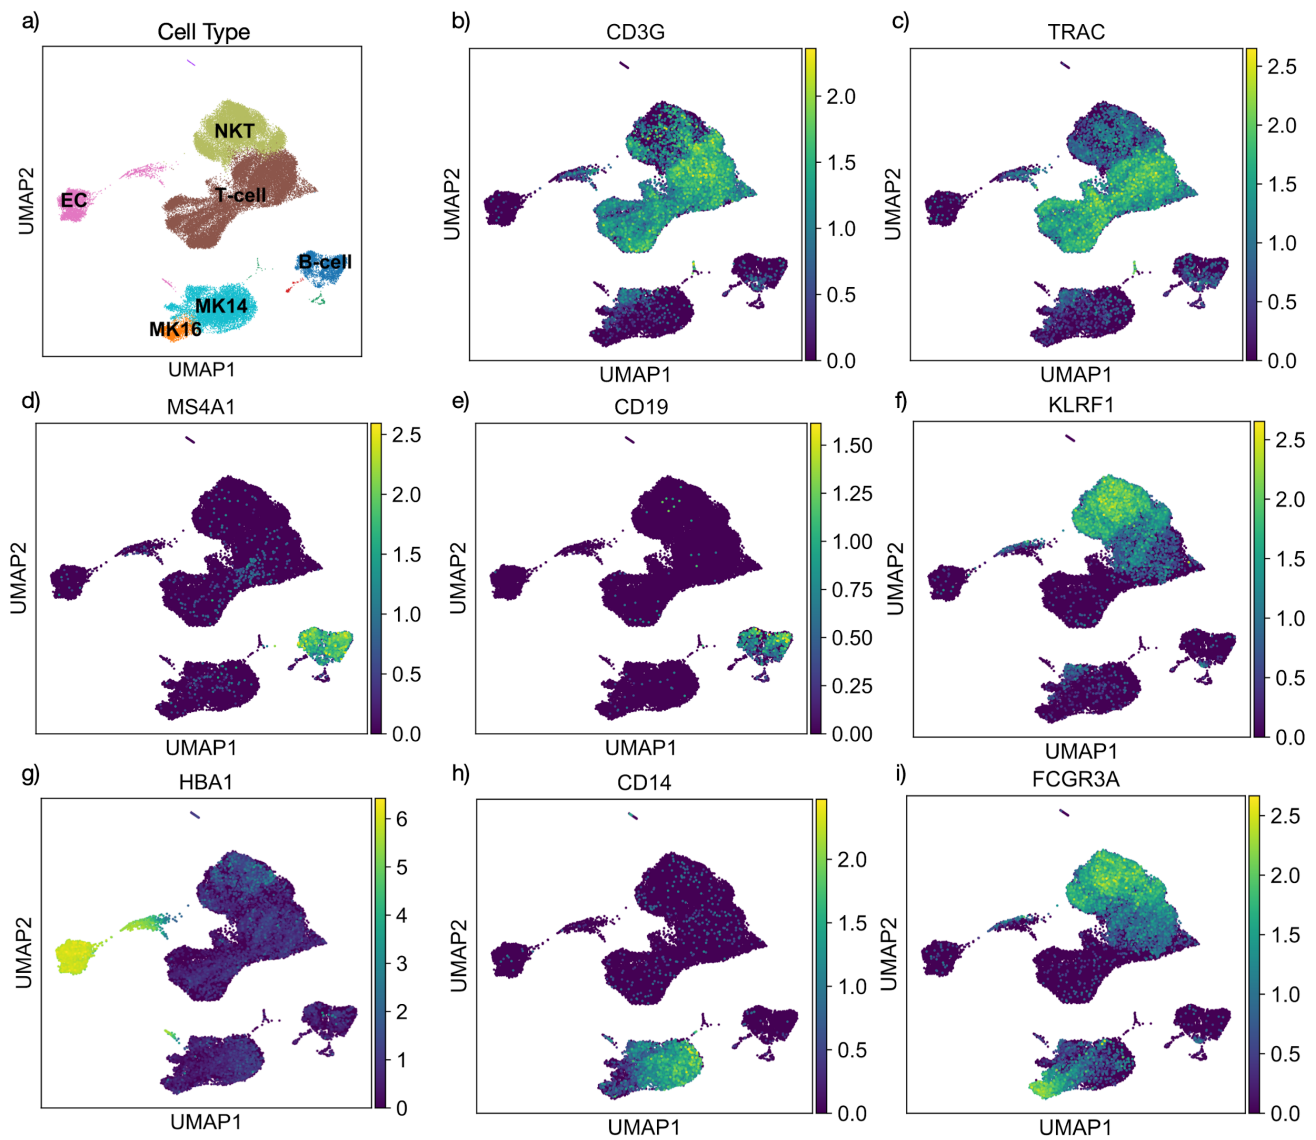 a)
Cell Type
NKT
T-cell
EC
B-cell
MK14
MK16
UMAP2
UMAP1
b)
CD3G
2.0
1.5
1.0
0.5
0.0
UMAP2
UMAP1
c)
TRAC
2.5
2.0
1.5
1.0
0.5
0.0
UMAP2
UMAP1
d)
MS4A1
2.5
2.0
1.5
1.0
0.5
0.0
UMAP2
UMAP1
e)
CD19
1.50
1.25
1.00
0.75
0.50
0.25
0.00
UMAP2
UMAP1
f)
KLRF1
2.5
2.0
1.5
1.0
0.5
0.0
UMAP2
UMAP1
g)
HBA1
6
5
4
3
2
1
0
UMAP2
UMAP1
h)
CD14
2.0
1.5
1.0
0.5
0.0
UMAP2
UMAP1
i)
FCGR3A
2.5
2.0
1.5
1.0
0.5
0.0
UMAP2
UMAP1